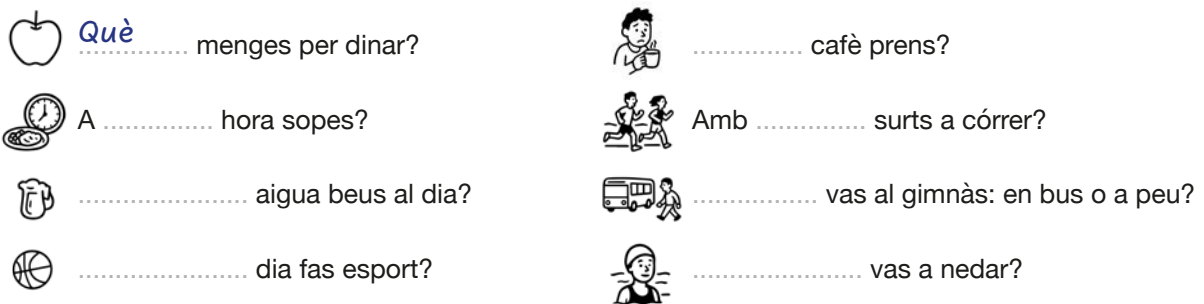 Què menges per dinar?
A ............... hora sopes?
....................... aigua beus al dia?
....................... dia fas esport?
............... cafè prens?
Amb ............... surts a córrer?
................. vas al gimnàs: en bus o a peu?
....................... vas a nedar?